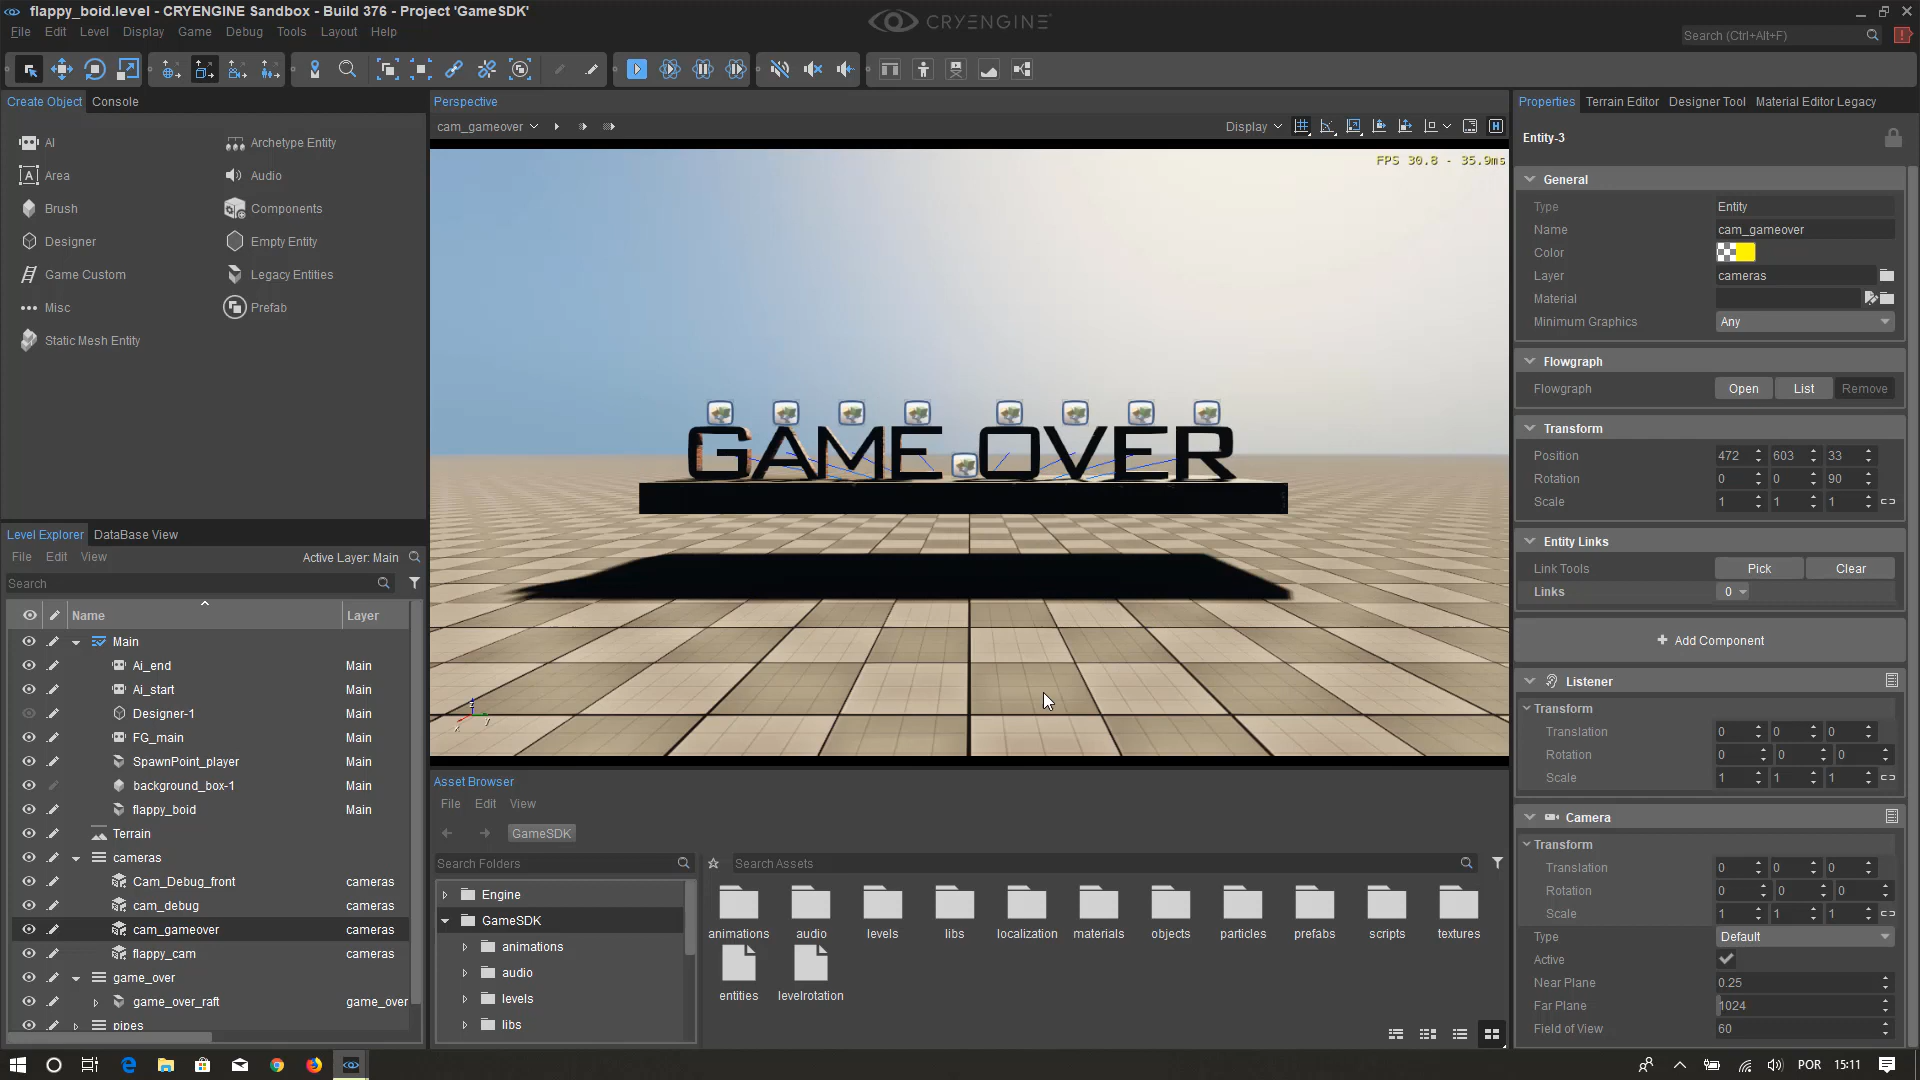 flappy_boid.level - CRYENGINE Sandbox - Build 376 - Project 'GameSDK'
CRYENGINE
File Edit Level Display Game Debug Tools Layout Help
Search (Ctrl+Alt+F)
Create Object Console
AI Archetype Entity
Area Audio
Brush Components
Designer Empty Entity
Game Custom Legacy Entities
Misc Prefab
Static Mesh Entity
Perspective
cam_gameover
Display
FPS 30.8 - 35.9ms
GAME OVER
z
x y
Level Explorer DataBase View
File Edit View Active Layer: Main
Search
Name Layer
Main
Ai_end Main
Ai_start Main
Designer-1 Main
FG_main Main
SpawnPoint_player Main
background_box-1 Main
flappy_boid Main
Terrain
cameras
Cam_Debug_front cameras
cam_debug cameras
cam_gameover cameras
flappy_cam cameras
game_over
game_over_raft game_over
pipes
Asset Browser
File Edit View
GameSDK
Search Folders
Search Assets
Engine
GameSDK
animations
audio
levels
libs
animations audio levels libs localization materials objects particles prefabs scripts textures
entities levelrotation
Properties Terrain Editor Designer Tool Material Editor Legacy
Entity-3
General
Type Entity
Name cam_gameover
Color
Layer cameras
Material
Minimum Graphics Any
Flowgraph
Flowgraph Open List Remove
Transform
Position 472 603 33
Rotation 0 0 90
Scale 1 1 1
Entity Links
Link Tools Pick Clear
Links 0
Add Component
Listener
Transform
Translation 0 0 0
Rotation 0 0 0
Scale 1 1 1
Camera
Transform
Translation 0 0 0
Rotation 0 0 0
Scale 1 1 1
Type Default
Active
Near Plane 0.25
Far Plane 1024
Field of View 60
POR 15:11